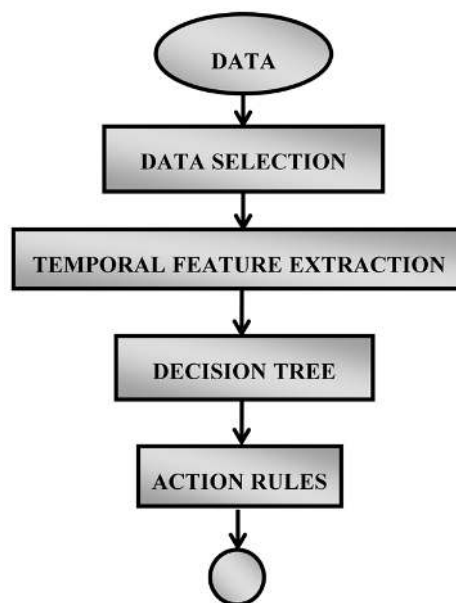 DATA
DATA SELECTION
TEMPORAL FEATURE EXTRACTION
DECISION TREE
ACTION RULES